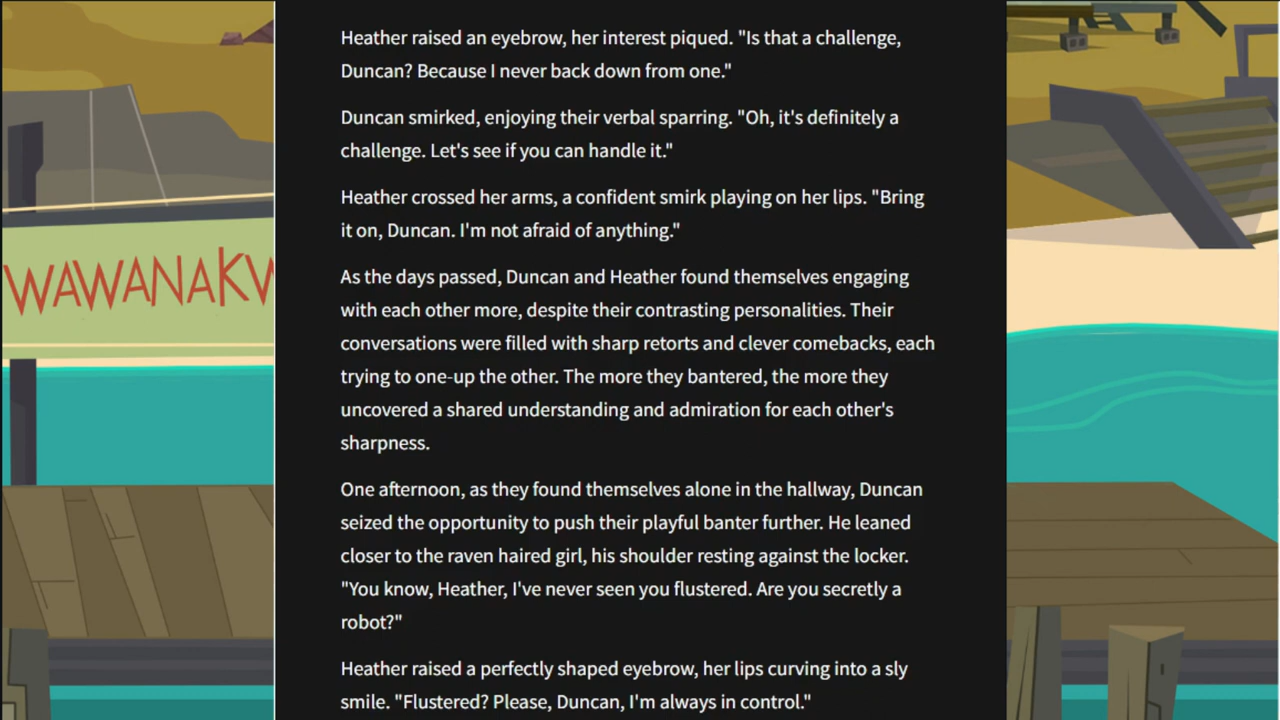 Heather raised an eyebrow, her interest piqued. "Is that a challenge,
Duncan? Because I never back down from one."
Duncan smirked, enjoying their verbal sparring. "Oh, it's definitely a
challenge. Let's see if you can handle it."
Heather crossed her arms, a confident smirk playing on her lips. "Bring
it on, Duncan. I'm not afraid of anything."
As the days passed, Duncan and Heather found themselves engaging
with each other more, despite their contrasting personalities. Their
conversations were filled with sharp retorts and clever comebacks, each
trying to one-up the other. The more they bantered, the more they
uncovered a shared understanding and admiration for each other's
sharpness.
One afternoon, as they found themselves alone in the hallway, Duncan
seized the opportunity to push their playful banter further. He leaned
closer to the raven haired girl, his shoulder resting against the locker.
"You know, Heather, I've never seen you flustered. Are you secretly a
robot?"
Heather raised a perfectly shaped eyebrow, her lips curving into a sly
smile. "Flustered? Please, Duncan, I'm always in control."
WAWANAKW